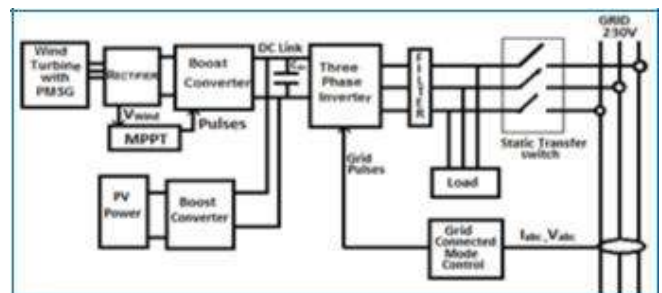 GRID
230V
Wind
Turbine
with
PMSG
RECTIFIER
Boost
Converter
DC Link
Three
Phase
Inverter
FILTER
Vwind
MPPT
Pulses
Static Transfer
switch
Grid
Pulses
Load
PV
Power
Boost
Converter
Grid
Connected
Mode
Control
Iabc,Vabc